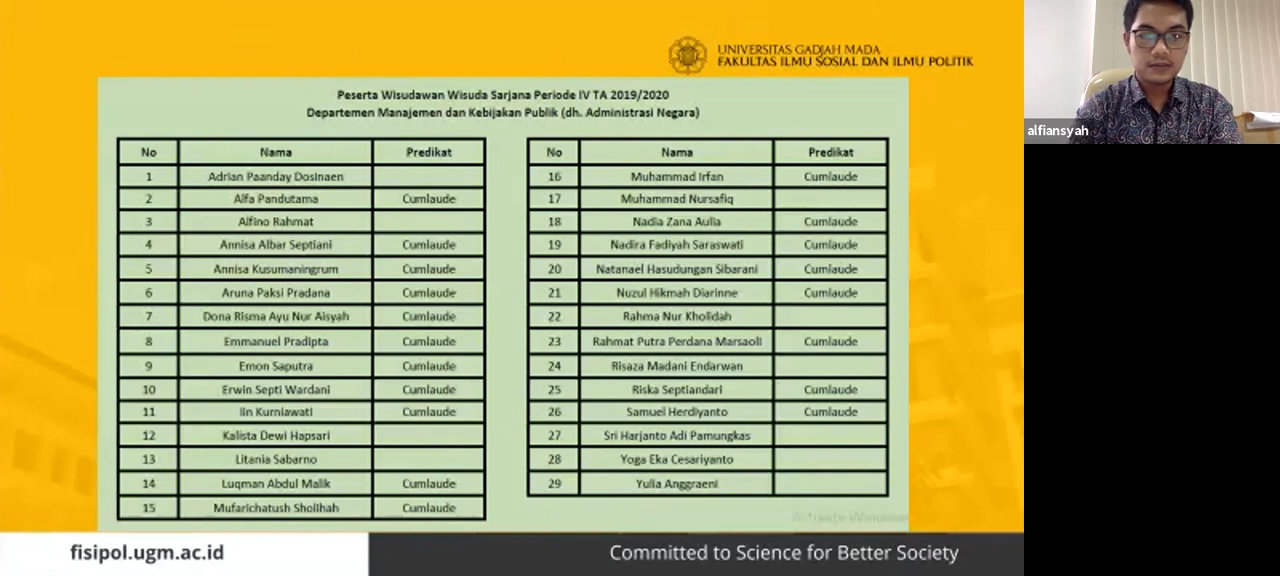 UNIVERSITAS GADJAH MADA
FAKULTAS ILMU SOSIAL DAN ILMU POLITIK
Peserta Wisudawan Wisuda Sarjana Periode IV TA 2019/2020
Departemen Manajemen dan Kebijakan Publik (dh. Administrasi Negara)
No Nama Predikat
1 Adrian Paanday Dosinaen
2 Alfa Pandutama Cumlaude
3 Alfino Rahmat
4 Annisa Albar Septiani Cumlaude
5 Annisa Kusumaningrum Cumlaude
6 Aruna Paksi Pradana Cumlaude
7 Dona Risma Ayu Nur Aisyah Cumlaude
8 Emmanuel Pradipta Cumlaude
9 Emon Saputra Cumlaude
10 Erwin Septi Wardani Cumlaude
11 Iin Kurniawati Cumlaude
12 Kalista Dewi Hapsari
13 Litania Sabarno
14 Luqman Abdul Malik Cumlaude
15 Mufarichatush Sholihah Cumlaude
No Nama Predikat
16 Muhammad Irfan Cumlaude
17 Muhammad Nursafiq
18 Nadia Zana Aulia Cumlaude
19 Nadira Fadiyah Saraswati Cumlaude
20 Natanael Hasudungan Sibarani Cumlaude
21 Nuzul Hikmah Diarinne Cumlaude
22 Rahma Nur Kholidah
23 Rahmat Putra Perdana Marsaoli Cumlaude
24 Risaza Madani Endarwan
25 Riska Septiandari Cumlaude
26 Samuel Herdiyanto Cumlaude
27 Sri Harjanto Adi Pamungkas
28 Yoga Eka Cesariyanto
29 Yulia Anggraeni
Activate Windows
fisipol.ugm.ac.id
Committed to Science for Better Society
alfiansyah